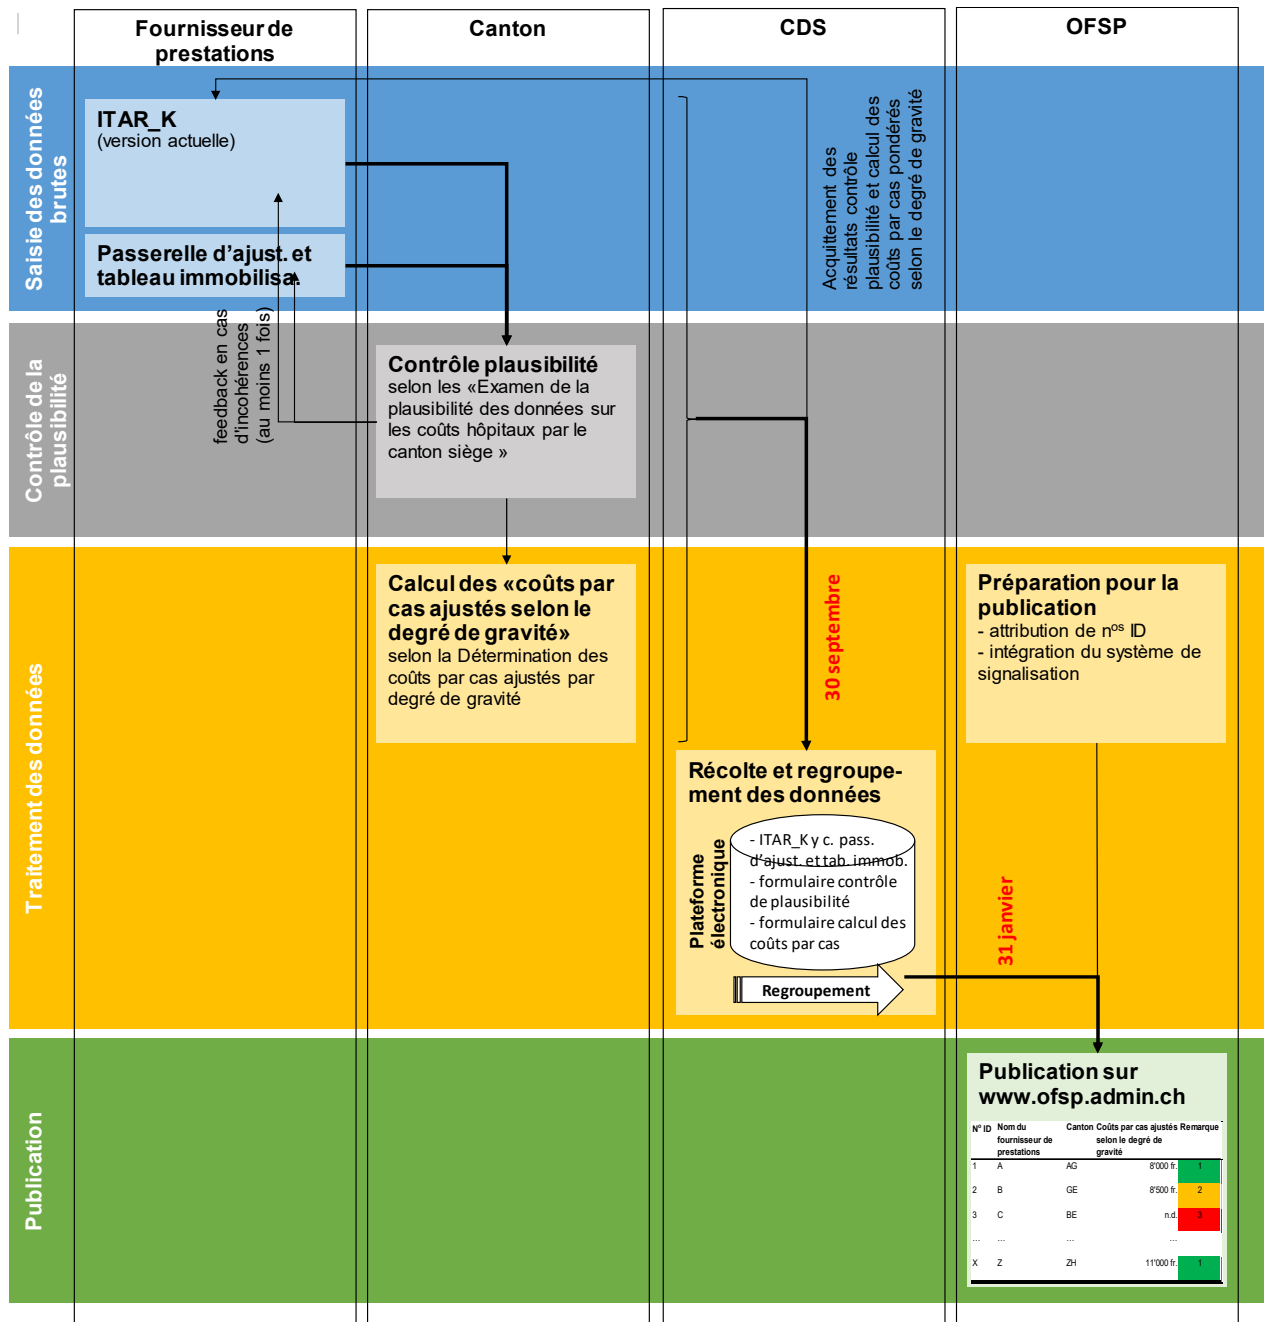 Fournisseur de
prestations
Canton
CDS
OFSP
Saisie des données
brutes
ITAR_K
(version actuelle)
Passerelle d'ajust. et
tableau immobilisa.
Acquittement des
résultats contrôle
plausibilité et calcul des
coûts par cas pondérés
selon le degré de gravité
feedback en cas
d'incohérences
(au moins 1 fois)
Contrôle de la
plausibilité
Contrôle plausibilité
selon les «Examen de la
plausibilité des données sur
les coûts hôpitaux par le
canton siège »
Traitement des données
Calcul des «coûts par
cas ajustés selon le
degré de gravité»
selon la Détermination des
coûts par cas ajustés par
degré de gravité
30 septembre
Préparation pour la
publication
- attribution de nos ID
- intégration du système de
signalisation
Récolte et regroupe-
ment des données
Plateforme
électronique
- ITAR_K y c. pass.
d'ajust. et tab. immob.
- formulaire contrôle
de plausibilité
- formulaire calcul des
coûts par cas
Regroupement
31 janvier
Publication
Publication sur
www.ofsp.admin.ch
N° ID Nom du Canton Coûts par cas ajustés Remarque
fournisseur de selon le degré de
prestations gravité
1 A AG 8'000 fr. 1
2 B GE 8'500 fr. 2
3 C BE n.d. 3
... ... ... ...
X Z ZH 11'000 fr. 1